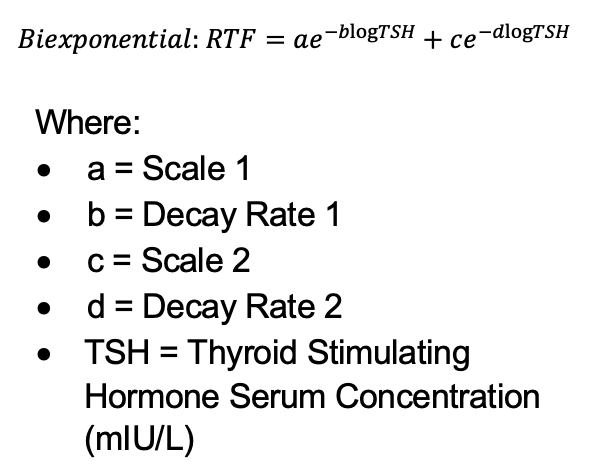 Biexponential: RTF = ae^{-blogTSH} + ce^{-dlogTSH}
Where:
• a = Scale 1
• b = Decay Rate 1
• c = Scale 2
• d = Decay Rate 2
• TSH = Thyroid Stimulating
Hormone Serum Concentration
(mIU/L)